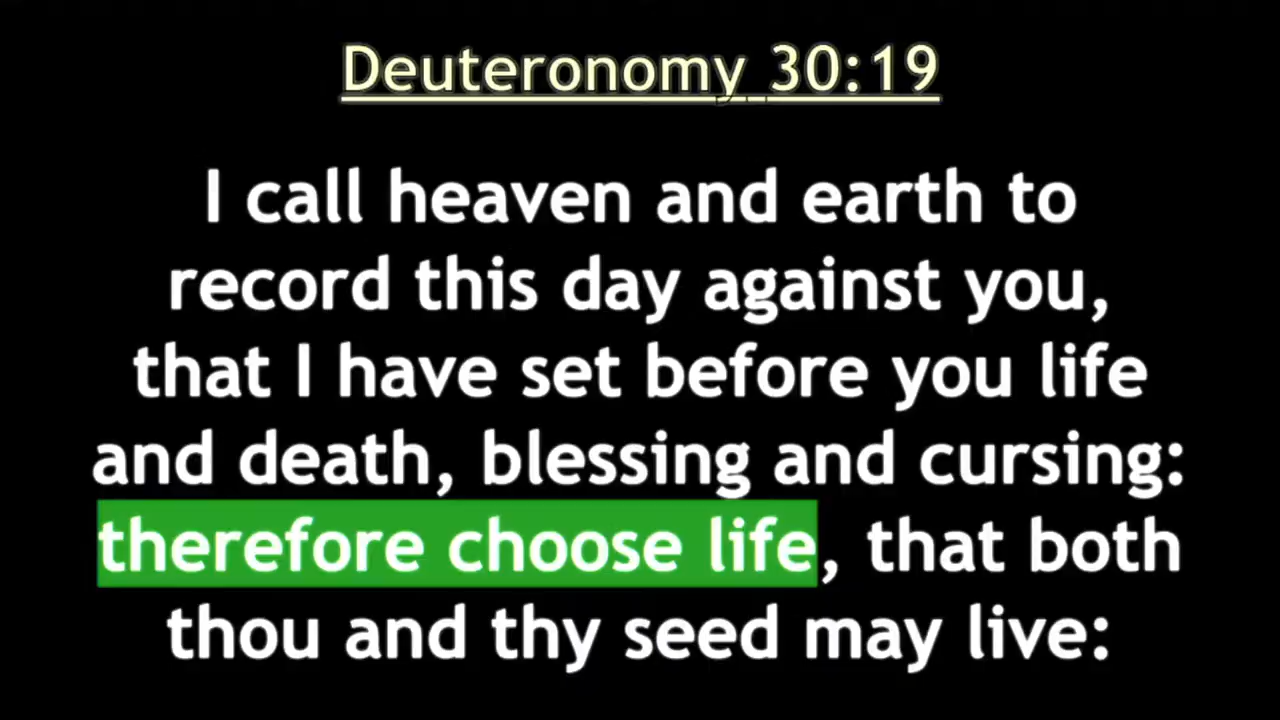 Deuteronomy 30:19
I call heaven and earth to
record this day against you,
that I have set before you life
and death, blessing and cursing:
therefore choose life, that both
thou and thy seed may live: